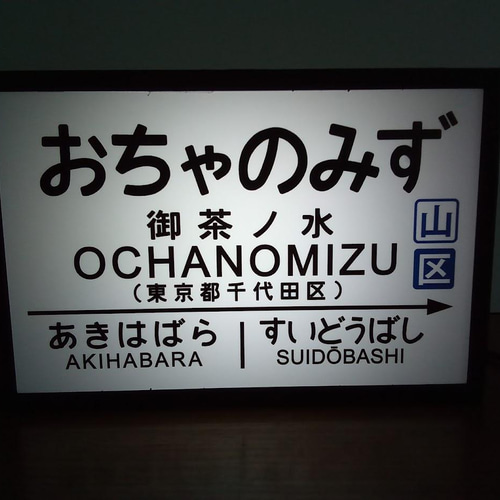 おちゃのみず
御茶ノ水
山
OCHANOMIZU
区
（東京都千代田区）
あきはばら
すいどうばし
AKIHABARA
SUIDŌBASHI